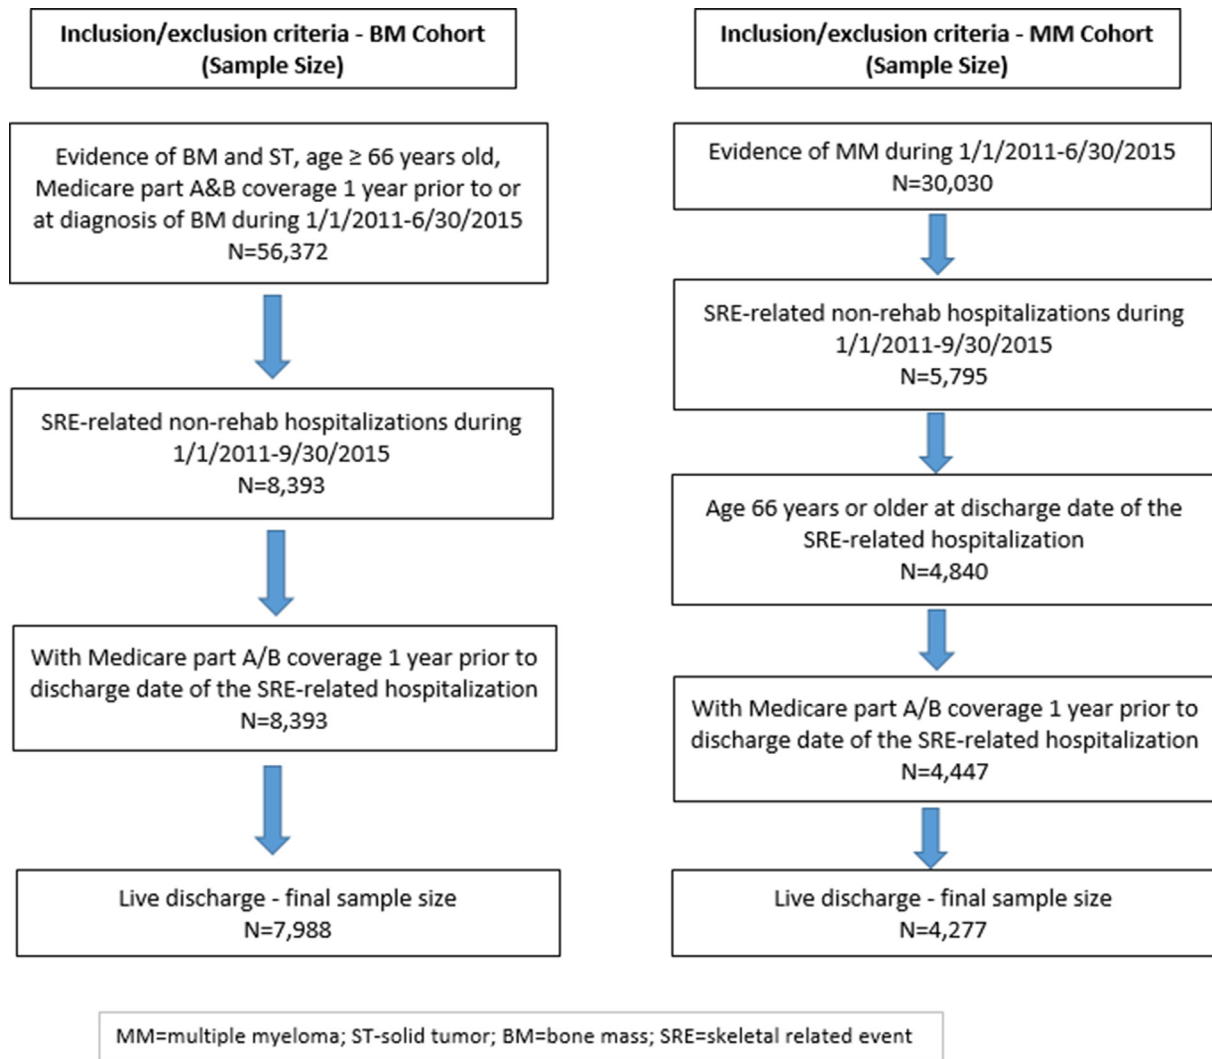 Inclusion/exclusion criteria - BM Cohort
(Sample Size)
Evidence of BM and ST, age ≥ 66 years old,
Medicare part A&B coverage 1 year prior to or
at diagnosis of BM during 1/1/2011-6/30/2015
N=56,372
SRE-related non-rehab hospitalizations during
1/1/2011-9/30/2015
N=8,393
With Medicare part A/B coverage 1 year prior to
discharge date of the SRE-related hospitalization
N=8,393
Live discharge - final sample size
N=7,988
Inclusion/exclusion criteria - MM Cohort
(Sample Size)
Evidence of MM during 1/1/2011-6/30/2015
N=30,030
SRE-related non-rehab hospitalizations during
1/1/2011-9/30/2015
N=5,795
Age 66 years or older at discharge date of the
SRE-related hospitalization
N=4,840
With Medicare part A/B coverage 1 year prior to
discharge date of the SRE-related hospitalization
N=4,447
Live discharge - final sample size
N=4,277
MM=multiple myeloma; ST-solid tumor; BM=bone mass; SRE=skeletal related event